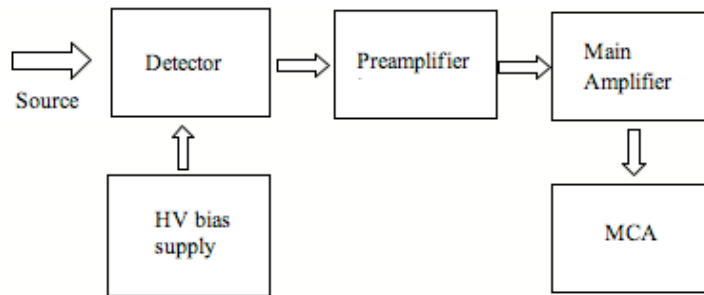 Source
Detector
Preamplifier
Main
Amplifier
HV bias
supply
MCA